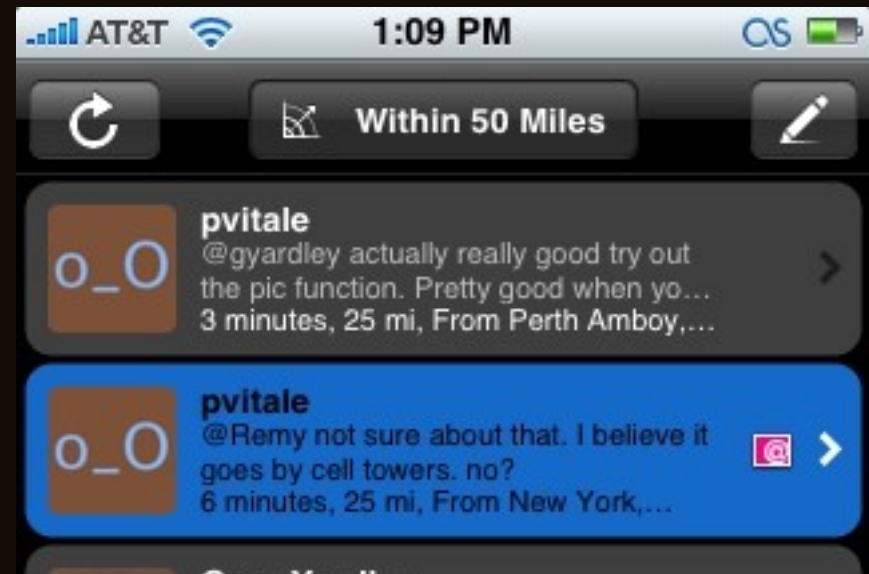 AT&T 1:09 PM
Within 50 Miles
o_O
pvitale
@gyardley actually really good try out
the pic function. Pretty good when yo...
3 minutes, 25 mi, From Perth Amboy,...
o_O
pvitale
@Remy not sure about that. I believe it
goes by cell towers. no?
6 minutes, 25 mi, From New York,...
@